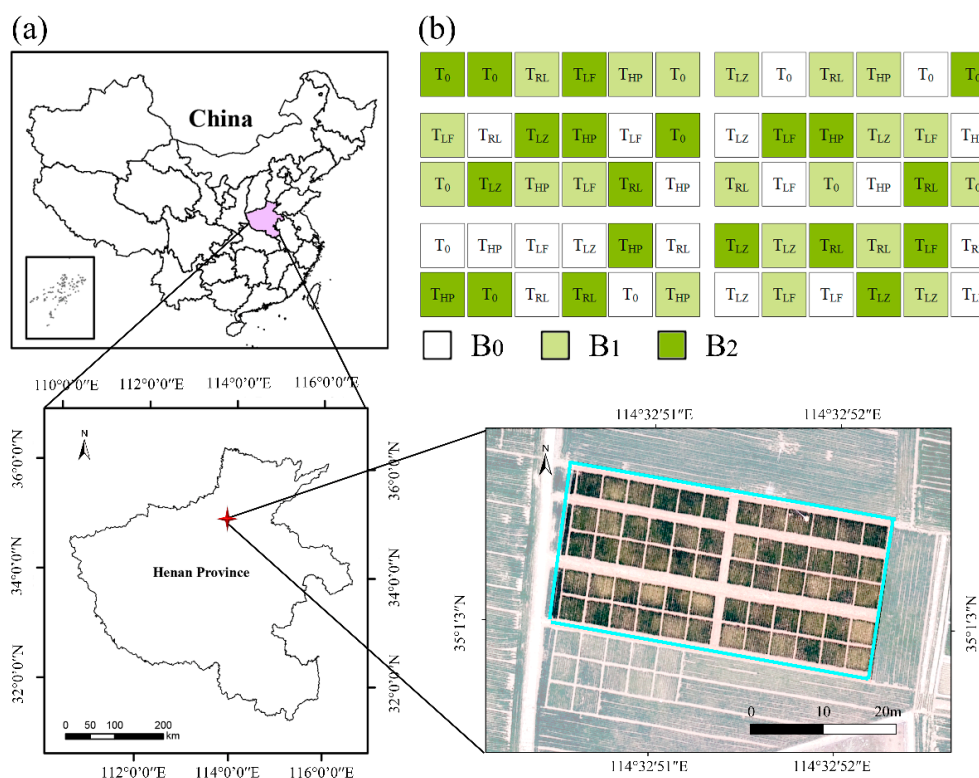 (a)
China
110°0′0″E 114°0′0″E 116°0′0″E
36°0′0″N
34°0′0″N
32°0′0″N
N
Henan Province
0 50 100 200
km
112°0′0″E 114°0′0″E 116°0′0″E
36°0′0″N
34°0′0″N
32°0′0″N
(b)
T0 T0 TRL TLF THP T0 TLZ T0 TRL THP T0
TLF TRL TLZ THP TLF T0 TLZ TLF THP TLZ TLF
T0 TLZ THP TLF TRL THP TRL TLF T0 THP TRL
T0 THP TLF TLZ THP TRL TLZ TLZ TRL TRL TLF
THP T0 TRL TRL T0 THP TLZ TLF TLF TLZ TLZ
B0 B1 B2
114°32′51″E 114°32′52″E
N
35°1′3″N
35°1′3″N
0 10 20m
114°32′51″E 114°32′52″E